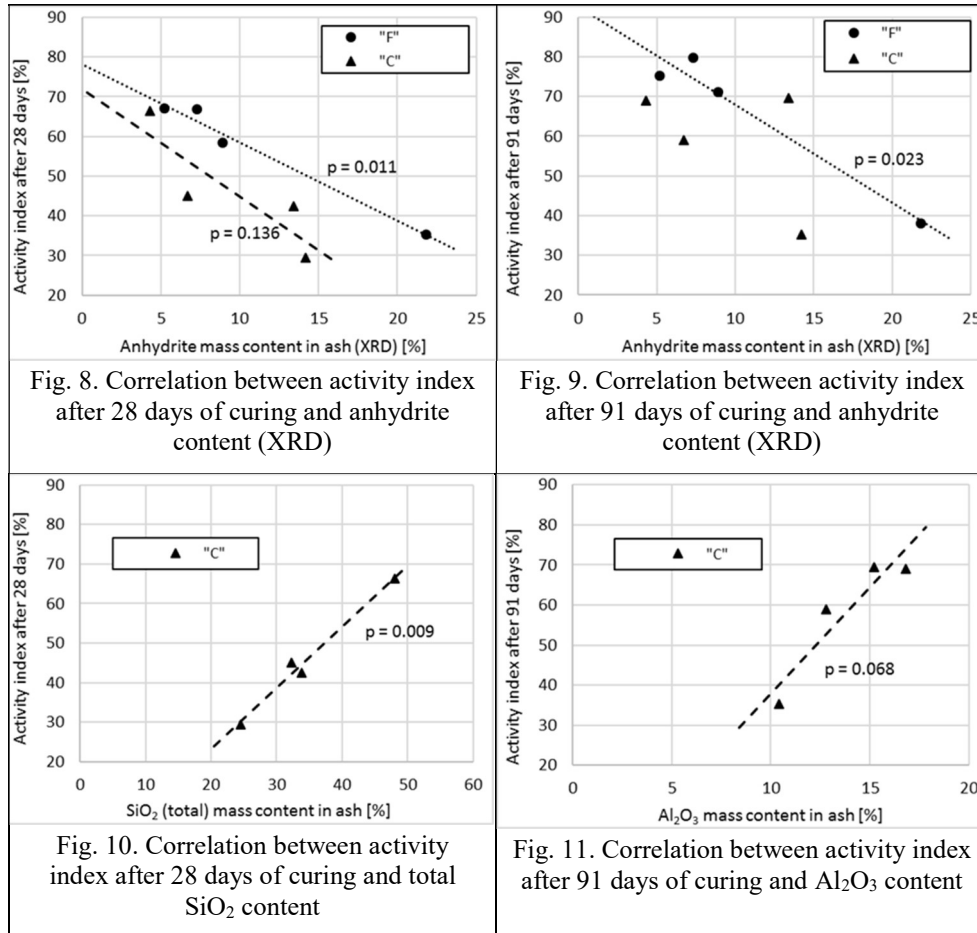 Activity index after 28 days [%]
90
80
70
60
50
40
30
20
"F"
"C"
p = 0.011
p = 0.136
0
5
10
15
20
25
Anhydrite mass content in ash (XRD) [%]
Fig. 8. Correlation between activity index
after 28 days of curing and anhydrite
content (XRD)
Activity index after 91 days [%]
90
80
70
60
50
40
30
20
"F"
"C"
p = 0.023
0
5
10
15
20
25
Anhydrite mass content in ash (XRD) [%]
Fig. 9. Correlation between activity index
after 91 days of curing and anhydrite
content (XRD)
Activity index after 28 days [%]
90
80
70
60
50
40
30
20
"C"
p = 0.009
0
10
20
30
40
50
60
SiO₂ (total) mass content in ash [%]
Fig. 10. Correlation between activity
index after 28 days of curing and total
SiO₂ content
Activity index after 91 days [%]
90
80
70
60
50
40
30
20
"C"
p = 0.068
0
5
10
15
20
Al₂O₃ mass content in ash [%]
Fig. 11. Correlation between activity index
after 91 days of curing and Al₂O₃ content